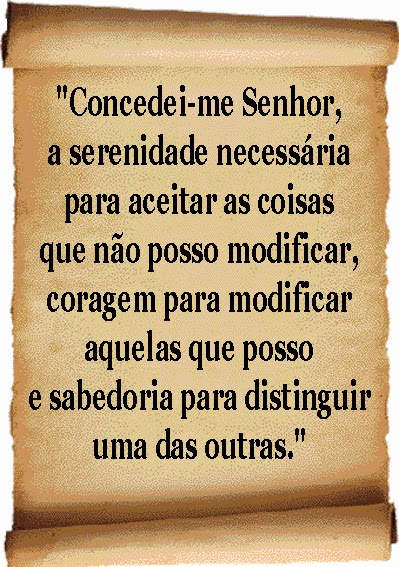 "Concedei-me Senhor,
a serenidade necessária
para aceitar as coisas
que não posso modificar,
coragem para modificar
aquelas que posso
e sabedoria para distinguir
uma das outras."